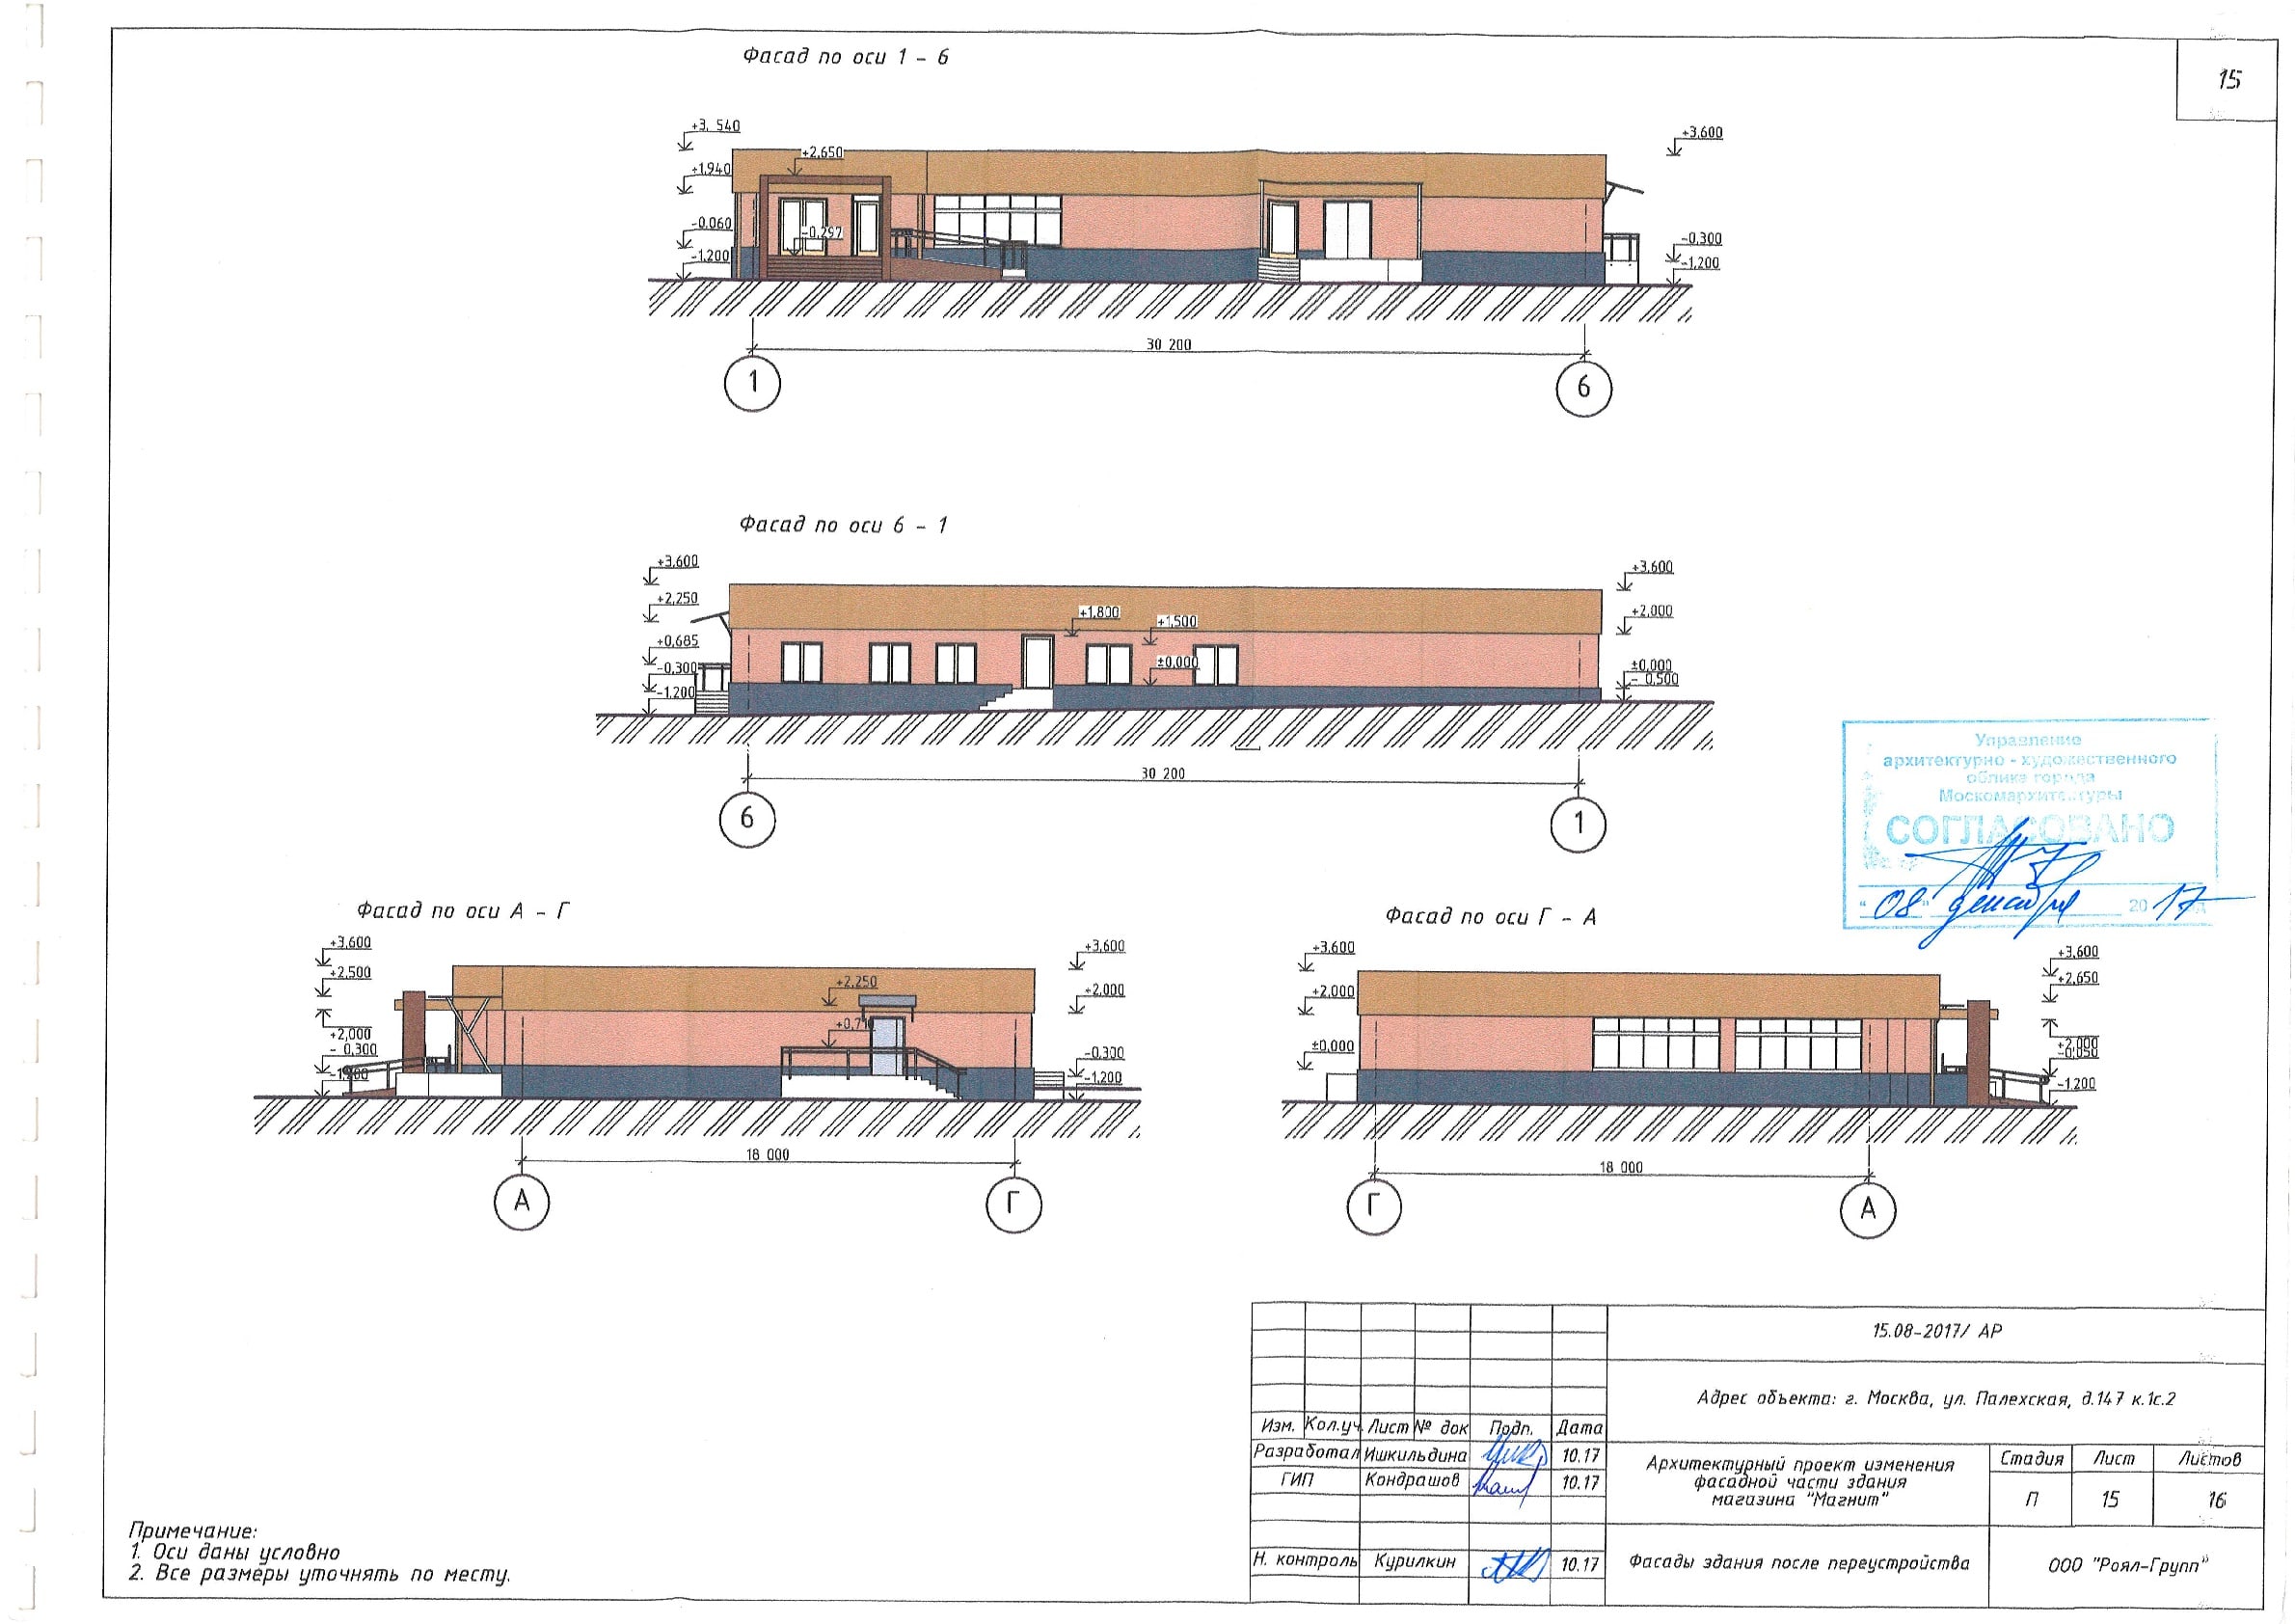 15
Фасад по оси 1 - 6
+3, 540
+2,650
+3,600
+1,940
-0,060
-0,297
-0,300
-1,200
-1,200
30 200
1
6
Фасад по оси 6 - 1
+3,600
+3,600
+2,250
+1,800
+1,500
+2,000
+0,685
-0,300
±0,000
±0,000
- 0,500
-1,200
30 200
6
1
Управление
архитектурно - художественного
облика города
Москомархитектуры
СОГЛАСОВАНО
"08" декабря 2017
Фасад по оси А - Г
+3,600
+3,600
+2,500
+2,250
+2,000
+2,000
- 0,300
-0,300
-1,200
-1,200
18 000
А
Г
Фасад по оси Г - А
+3,600
+3,600
+2,650
+2,000
±0,000
+2,000
-1,200
18 000
Г
А
15.08-2017/ АР
Адрес объекта: г. Москва, ул. Палехская, д.147 к.1с.2
Изм. Кол.уч. Лист № док Подп. Дата
Разработал Ишкильдина 10.17
ГИП Кондрашов 10.17
Н. контроль Курилкин 10.17
Архитектурный проект изменения
фасадной части здания
магазина "Магнит"
Стадия Лист Листов
П 15 16
Фасады здания после переустройства
ООО "Роял-Групп"
Примечание:
1. Оси даны условно
2. Все размеры уточнять по месту.